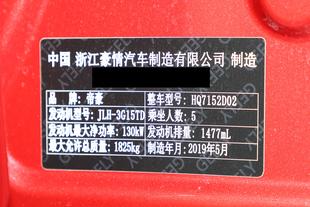 中国 浙江豪情汽车制造有限公司 制造
品牌：帝豪 整车型号：HQ7152D02
发动机型号：JLH-3G15TD 乘坐人数：5
发动机最大净功率：130kW 发动机排量：1477mL
最大允许总质量：1825kg 制造年月：2019年5月